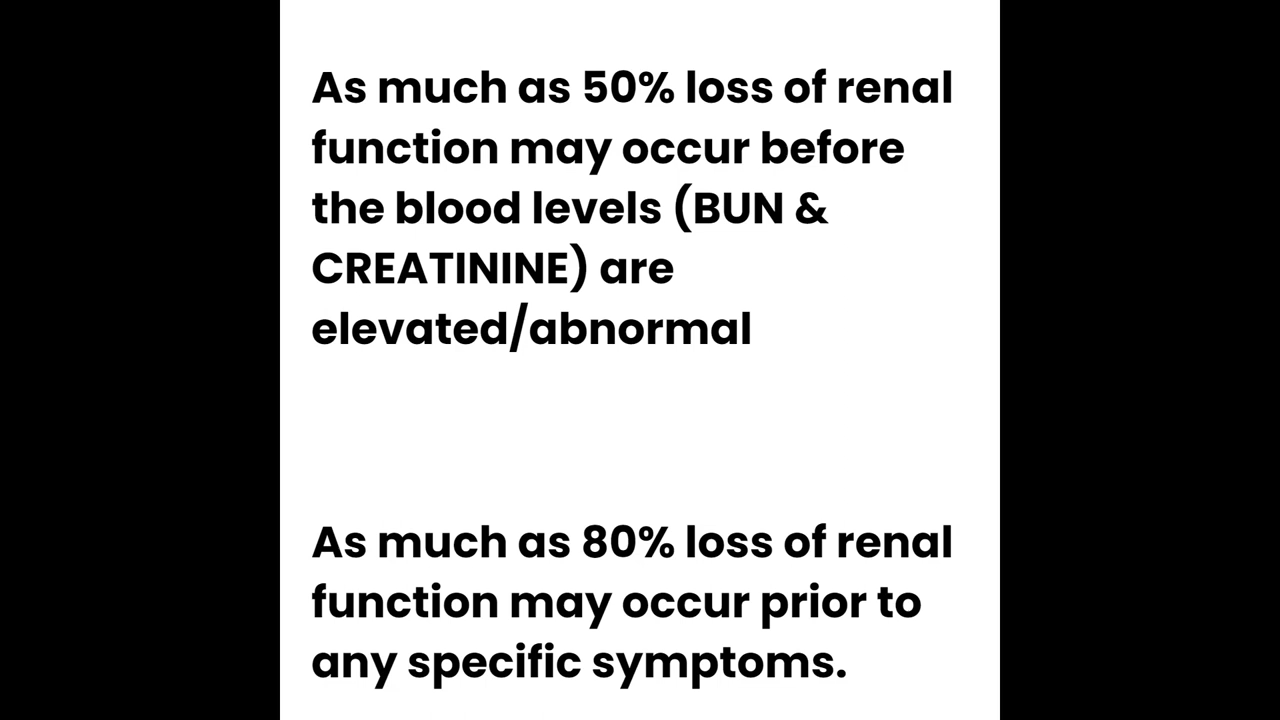 As much as 50% loss of renal
function may occur before
the blood levels (BUN &
CREATININE) are
elevated/abnormal
As much as 80% loss of renal
function may occur prior to
any specific symptoms.